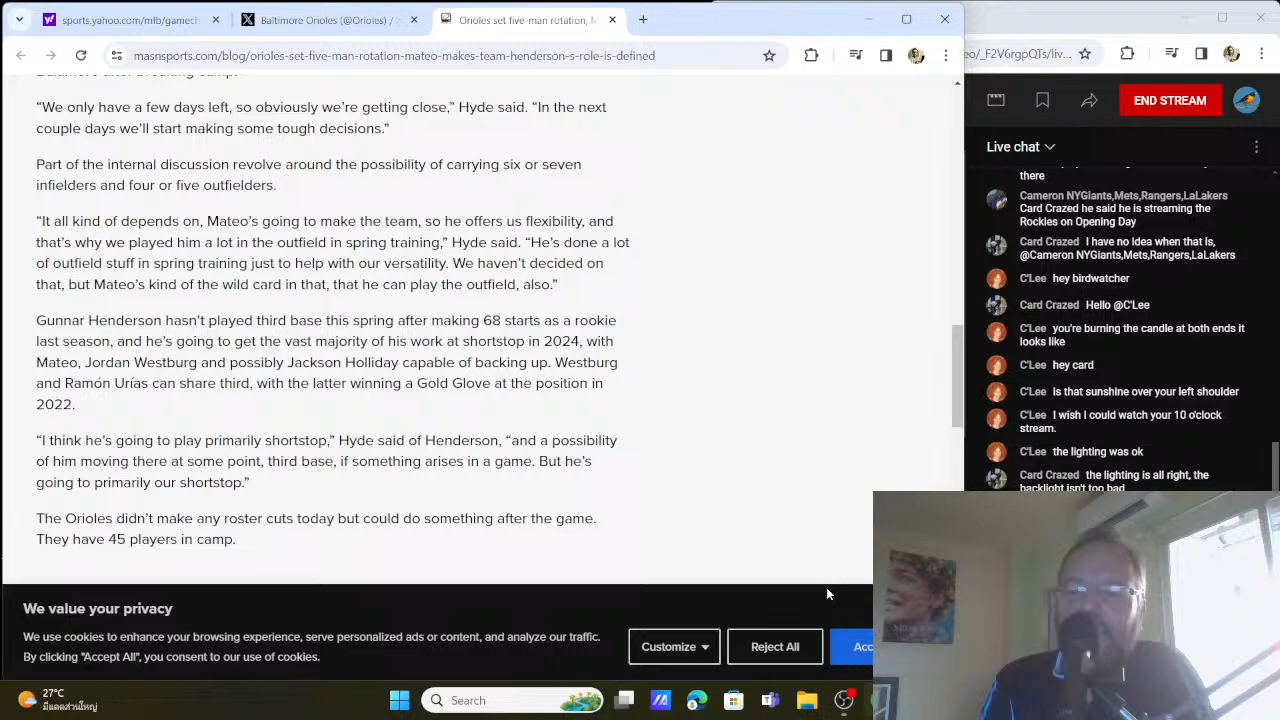 sports.yahoo.com/mlb/gamech
Baltimore Orioles (@Orioles) / 
Orioles set five-man rotation, M
masnsports.com/blog/orioles-set-five-man-rotation-mateo-makes-team-henderson-s-role-is-defined
eo/_F2V6rgpQTs/liv...
“We only have a few days left, so obviously we’re getting close,” Hyde said. “In the next
couple days we’ll start making some tough decisions.”
Part of the internal discussion revolve around the possibility of carrying six or seven
infielders and four or five outfielders.
“It all kind of depends on, Mateo’s going to make the team, so he offers us flexibility, and
that’s why we played him a lot in the outfield in spring training,” Hyde said. “He’s done a lot
of outfield stuff in spring training just to help with our versatility. We haven’t decided on
that, but Mateo’s kind of the wild card in that, that he can play the outfield, also.”
Gunnar Henderson hasn’t played third base this spring after making 68 starts as a rookie
last season, and he’s going to get the vast majority of his work at shortstop in 2024, with
Mateo, Jordan Westburg and possibly Jackson Holliday capable of backing up. Westburg
and Ramón Urías can share third, with the latter winning a Gold Glove at the position in
2022.
“I think he’s going to play primarily shortstop,” Hyde said of Henderson, “and a possibility
of him moving there at some point, third base, if something arises in a game. But he’s
going to primarily our shortstop.”
The Orioles didn’t make any roster cuts today but could do something after the game.
They have 45 players in camp.
We value your privacy
We use cookies to enhance your browsing experience, serve personalized ads or content, and analyze our traffic.
By clicking "Accept All", you consent to our use of cookies.
Customize
Reject All
Acc
END STREAM
Live chat
there
Cameron NYGiants,Mets,Rangers,LaLakers
Card Crazed he said he is streaming the
Rockies on Opening Day
Card Crazed I have no idea when that is,
@Cameron NYGiants,Mets,Rangers,LaLakers
C'Lee hey birdwatcher
Card Crazed Hello @C'Lee
C'Lee you're burning the candle at both ends it
looks like
C'Lee hey card
C'Lee is that sunshine over your left shoulder
C'Lee I wish I could watch your 10 o'clock
stream.
C'Lee the lighting was ok
Card Crazed the lighting is all right, the
backlight isn't too bad
27°C
มีแดดส่วนใหญ่
Search